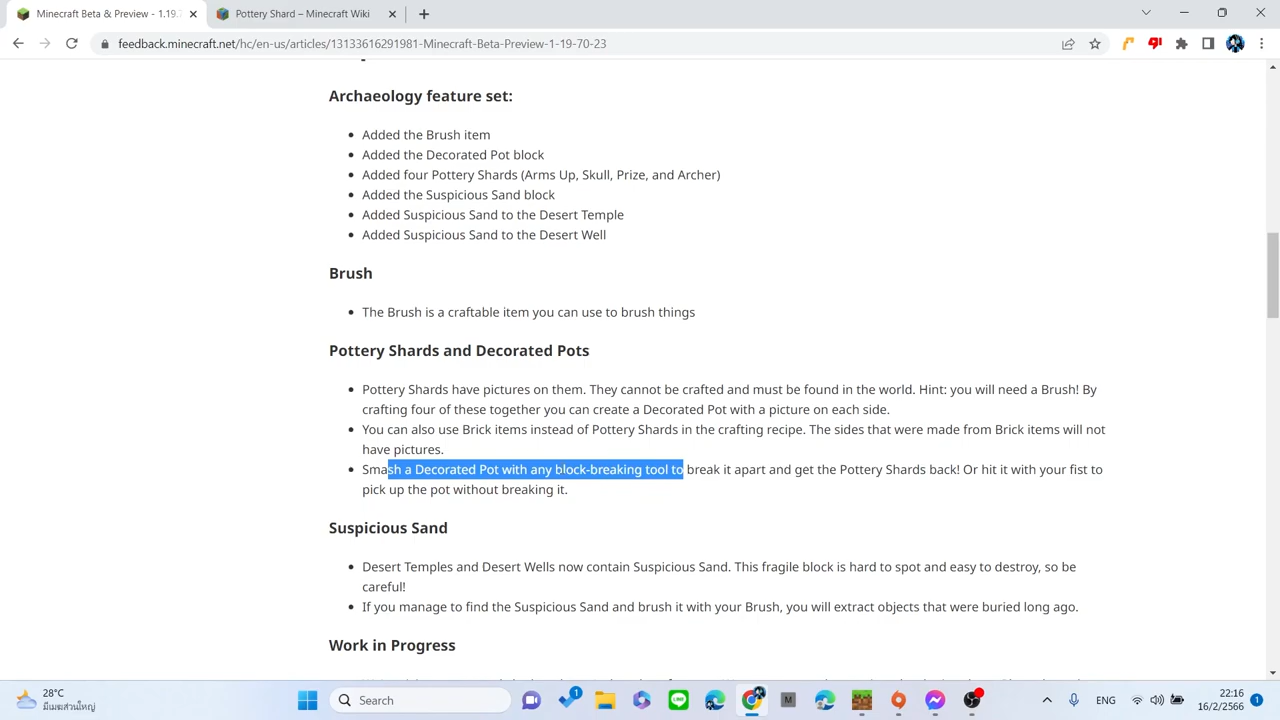 Minecraft Beta & Preview - 1.19.
Pottery Shard – Minecraft Wiki
feedback.minecraft.net/hc/en-us/articles/13133616291981-Minecraft-Beta-Preview-1-19-70-23
Archaeology feature set:
Added the Brush item
Added the Decorated Pot block
Added four Pottery Shards (Arms Up, Skull, Prize, and Archer)
Added the Suspicious Sand block
Added Suspicious Sand to the Desert Temple
Added Suspicious Sand to the Desert Well
Brush
The Brush is a craftable item you can use to brush things
Pottery Shards and Decorated Pots
Pottery Shards have pictures on them. They cannot be crafted and must be found in the world. Hint: you will need a Brush! By
crafting four of these together you can create a Decorated Pot with a picture on each side.
You can also use Brick items instead of Pottery Shards in the crafting recipe. The sides that were made from Brick items will not
have pictures.
Smash a Decorated Pot with any block-breaking tool to break it apart and get the Pottery Shards back! Or hit it with your fist to
pick up the pot without breaking it.
Suspicious Sand
Desert Temples and Desert Wells now contain Suspicious Sand. This fragile block is hard to spot and easy to destroy, so be
careful!
If you manage to find the Suspicious Sand and brush it with your Brush, you will extract objects that were buried long ago.
Work in Progress
28°C
มีเมฆส่วนใหญ่
Search
1
M
ENG
22:16
16/2/2566
1